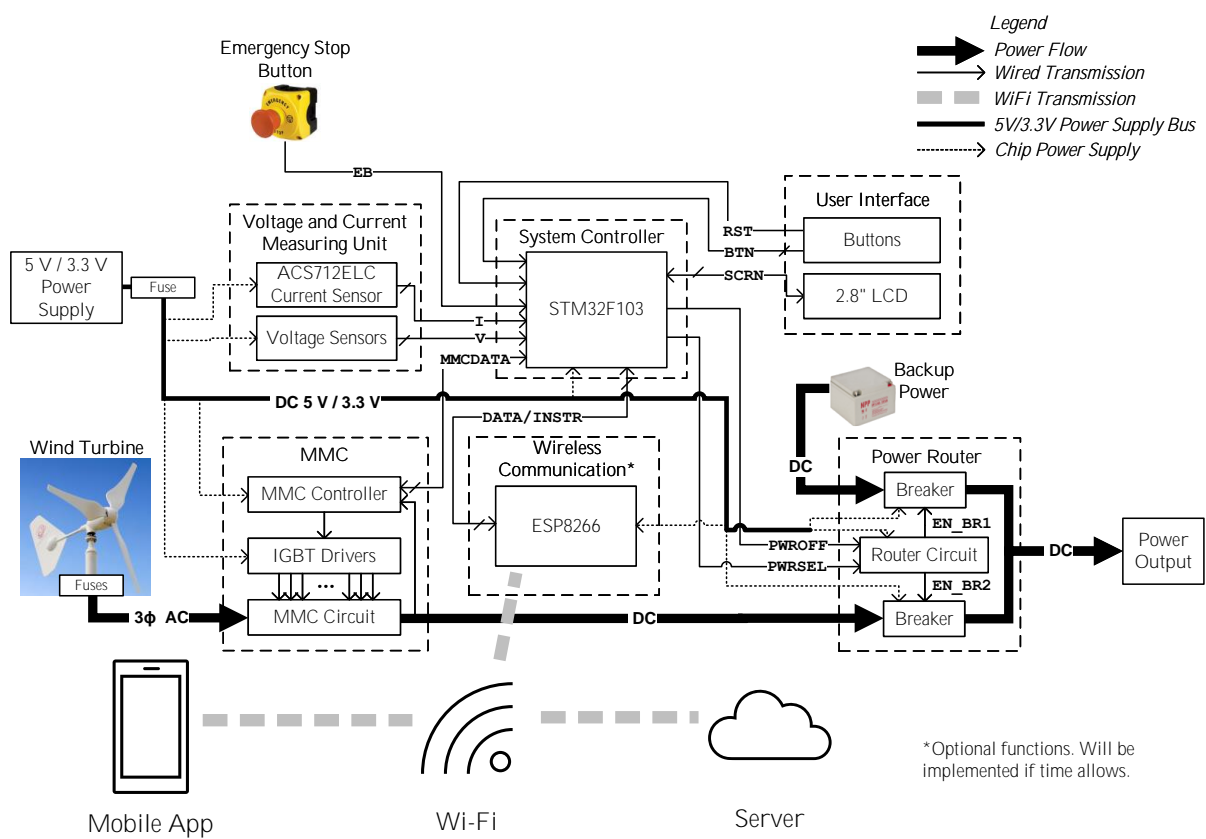 Legend
Power Flow
Wired Transmission
WiFi Transmission
5V/3.3V Power Supply Bus
Chip Power Supply
Emergency Stop
Button
EB
Voltage and Current
Measuring Unit
ACS712ELC
Current Sensor
Voltage Sensors
I
V
MMCDATA
5 V / 3.3 V
Power
Supply
Fuse
System Controller
STM32F103
User Interface
Buttons
2.8" LCD
RST
BTN
SCRN
DC 5 V / 3.3 V
DATA/INSTR
Backup
Power
DC
Wind Turbine
Fuses
3ϕ AC
MMC
MMC Controller
IGBT Drivers
...
MMC Circuit
Wireless
Communication*
ESP8266
PWROFF
PWRSEL
DC
Power Router
Breaker
EN_BR1
Router Circuit
EN_BR2
Breaker
DC
Power
Output
Mobile App
Wi-Fi
Server
*Optional functions. Will be
implemented if time allows.